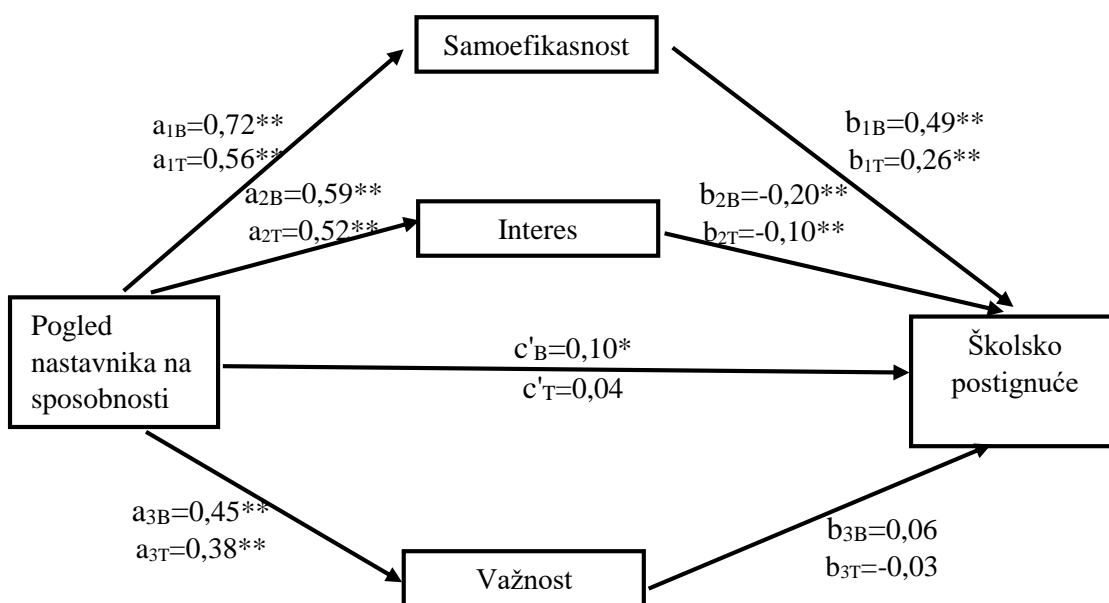 Samoefikasnost
a1B=0,72**
a1T=0,56**
b1B=0,49**
b1T=0,26**
a2B=0,59**
a2T=0,52**
Interes
b2B=-0,20**
b2T=-0,10**
Pogled
nastavnika na
sposobnosti
c'B=0,10*
c'T=0,04
Školsko
postignuće
a3B=0,45**
a3T=0,38**
Važnost
b3B=0,06
b3T=-0,03